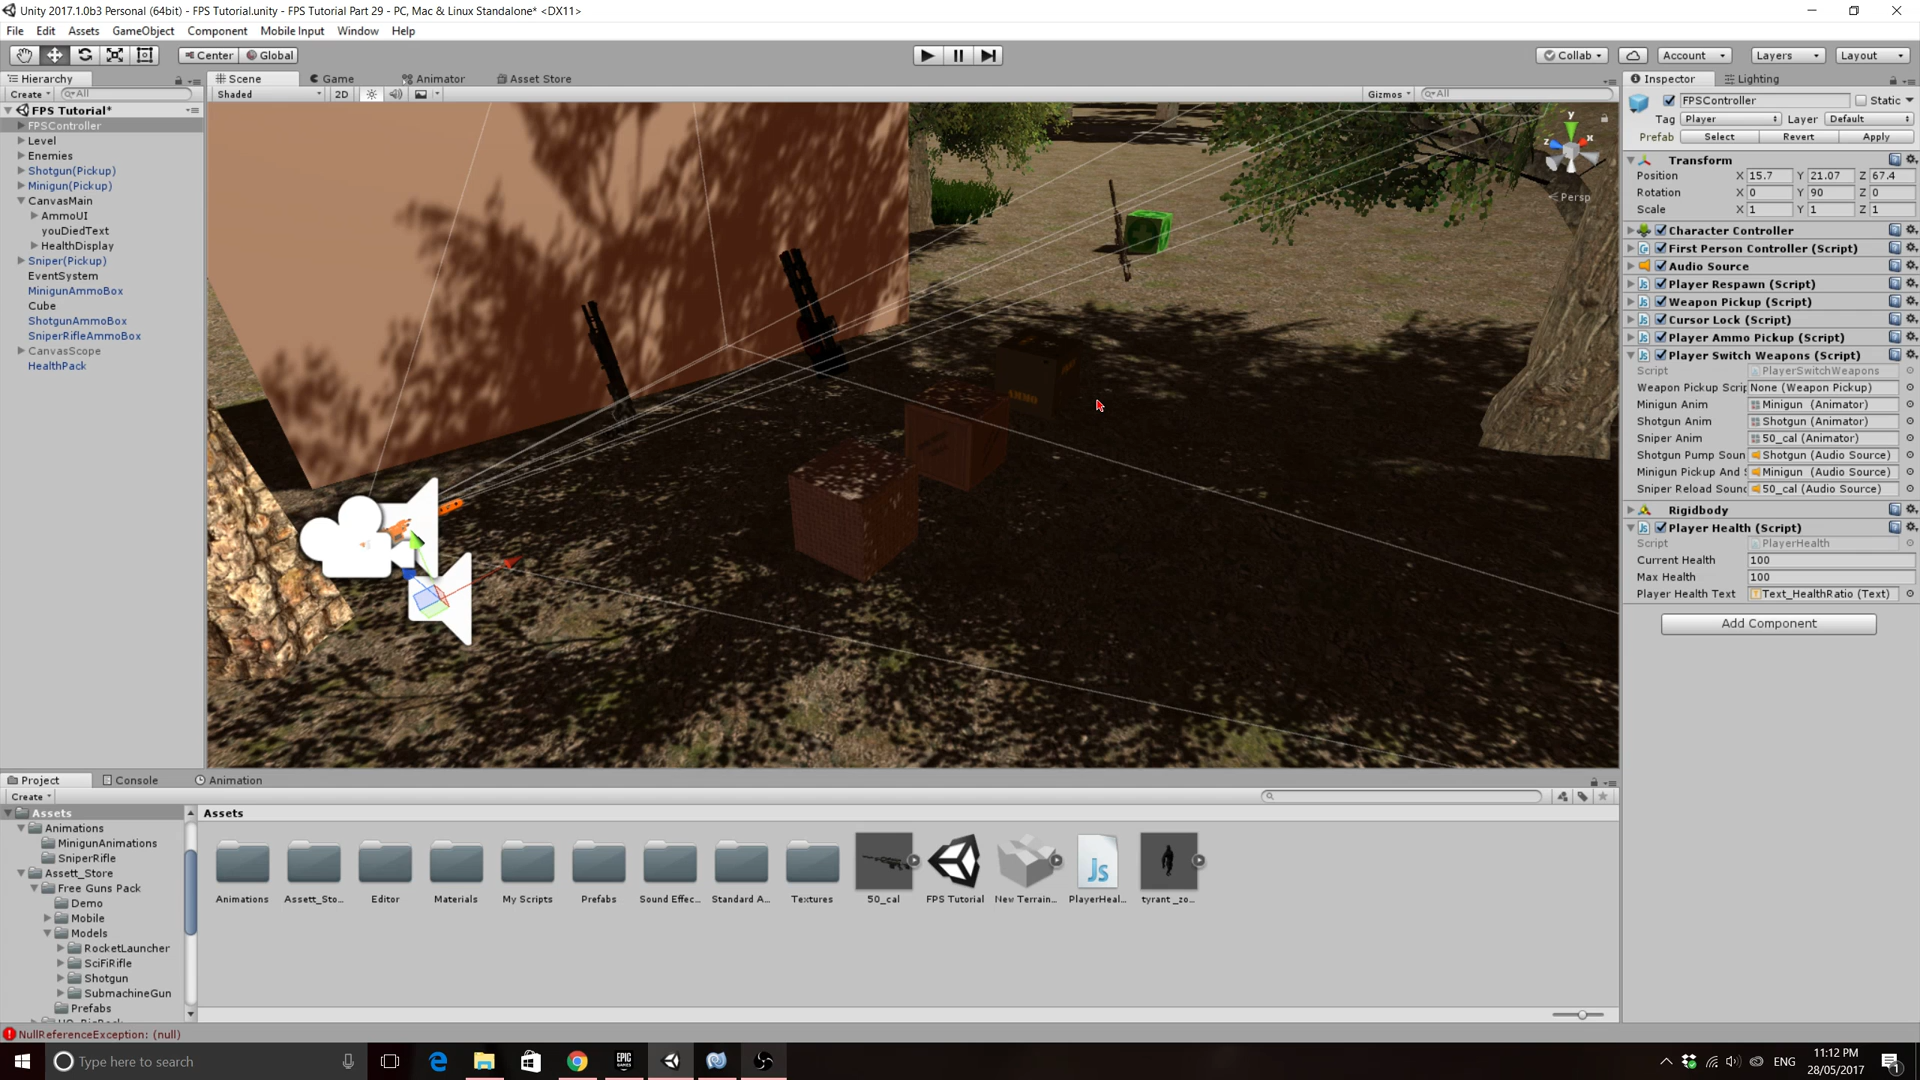 Unity 2017.1.0b3 Personal (64bit) - FPS Tutorial.unity - FPS Tutorial Part 29 - PC, Mac & Linux Standalone* <DX11>
File Edit Assets GameObject Component Mobile Input Window Help
Center Global Collab Account Layers Layout
Hierarchy Scene Game Animator Asset Store Inspector Lighting
Create All Shaded 2D Gizmos All
FPS Tutorial*
FPSController
Level
Enemies
Shotgun(Pickup)
Minigun(Pickup)
CanvasMain
AmmoUI
youDiedText
HealthDisplay
Sniper(Pickup)
EventSystem
MinigunAmmoBox
Cube
ShotgunAmmoBox
SniperRifleAmmoBox
CanvasScope
HealthPack
y
x
z
Persp
AMMO
FPSController Static
Tag Player Layer Default
Prefab Select Revert Apply
Transform
Position X 15.7 Y 21.07 Z 67.4
Rotation X 0 Y 90 Z 0
Scale X 1 Y 1 Z 1
Character Controller
First Person Controller (Script)
Audio Source
Player Respawn (Script)
Weapon Pickup (Script)
Cursor Lock (Script)
Player Ammo Pickup (Script)
Player Switch Weapons (Script)
Script PlayerSwitchWeapons
Weapon Pickup Scrip None (Weapon Pickup)
Minigun Anim Minigun (Animator)
Shotgun Anim Shotgun (Animator)
Sniper Anim 50_cal (Animator)
Shotgun Pump Soun Shotgun (Audio Source)
Minigun Pickup And S Minigun (Audio Source)
Sniper Reload Sound 50_cal (Audio Source)
Rigidbody
Player Health (Script)
Script PlayerHealth
Current Health 100
Max Health 100
Player Health Text Text_HealthRatio (Text)
Add Component
Project Console Animation
Create
Assets
Animations
MinigunAnimations
SniperRifle
Assett_Store
Free Guns Pack
Demo
Mobile
Models
RocketLauncher
SciFiRifle
Shotgun
SubmachineGun
Prefabs
Assets
Animations Assett_Sto... Editor Materials My Scripts Prefabs Sound Effec... Standard A... Textures 50_cal FPS Tutorial New Terrain... PlayerHeal... tyrant_zo...
Js
NullReferenceException: (null)
Type here to search
EPIC GAMES
ENG
11:12 PM
28/05/2017
1